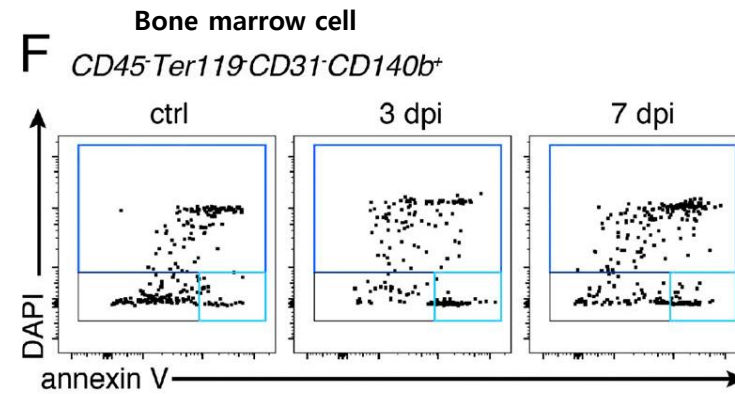 Bone marrow cell
F CD45⁻Ter119⁻CD31⁻CD140b⁺
ctrl 3 dpi 7 dpi
DAPI
annexin V